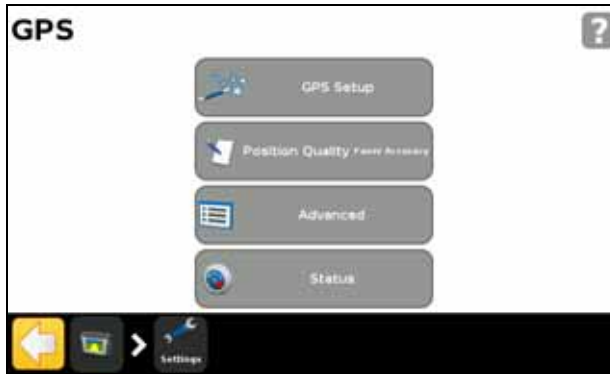 GPS
?
GPS Setup
Position Quality
Advanced
Status
Settings